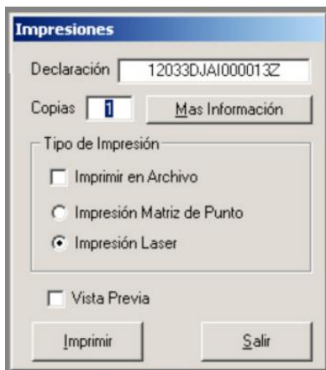 Impresiones
Declaración 12033DJAI000013Z
Copias 1 Mas Información
Tipo de Impresión
Imprimir en Archivo
Impresión Matriz de Punto
Impresión Laser
Vista Previa
Imprimir Salir